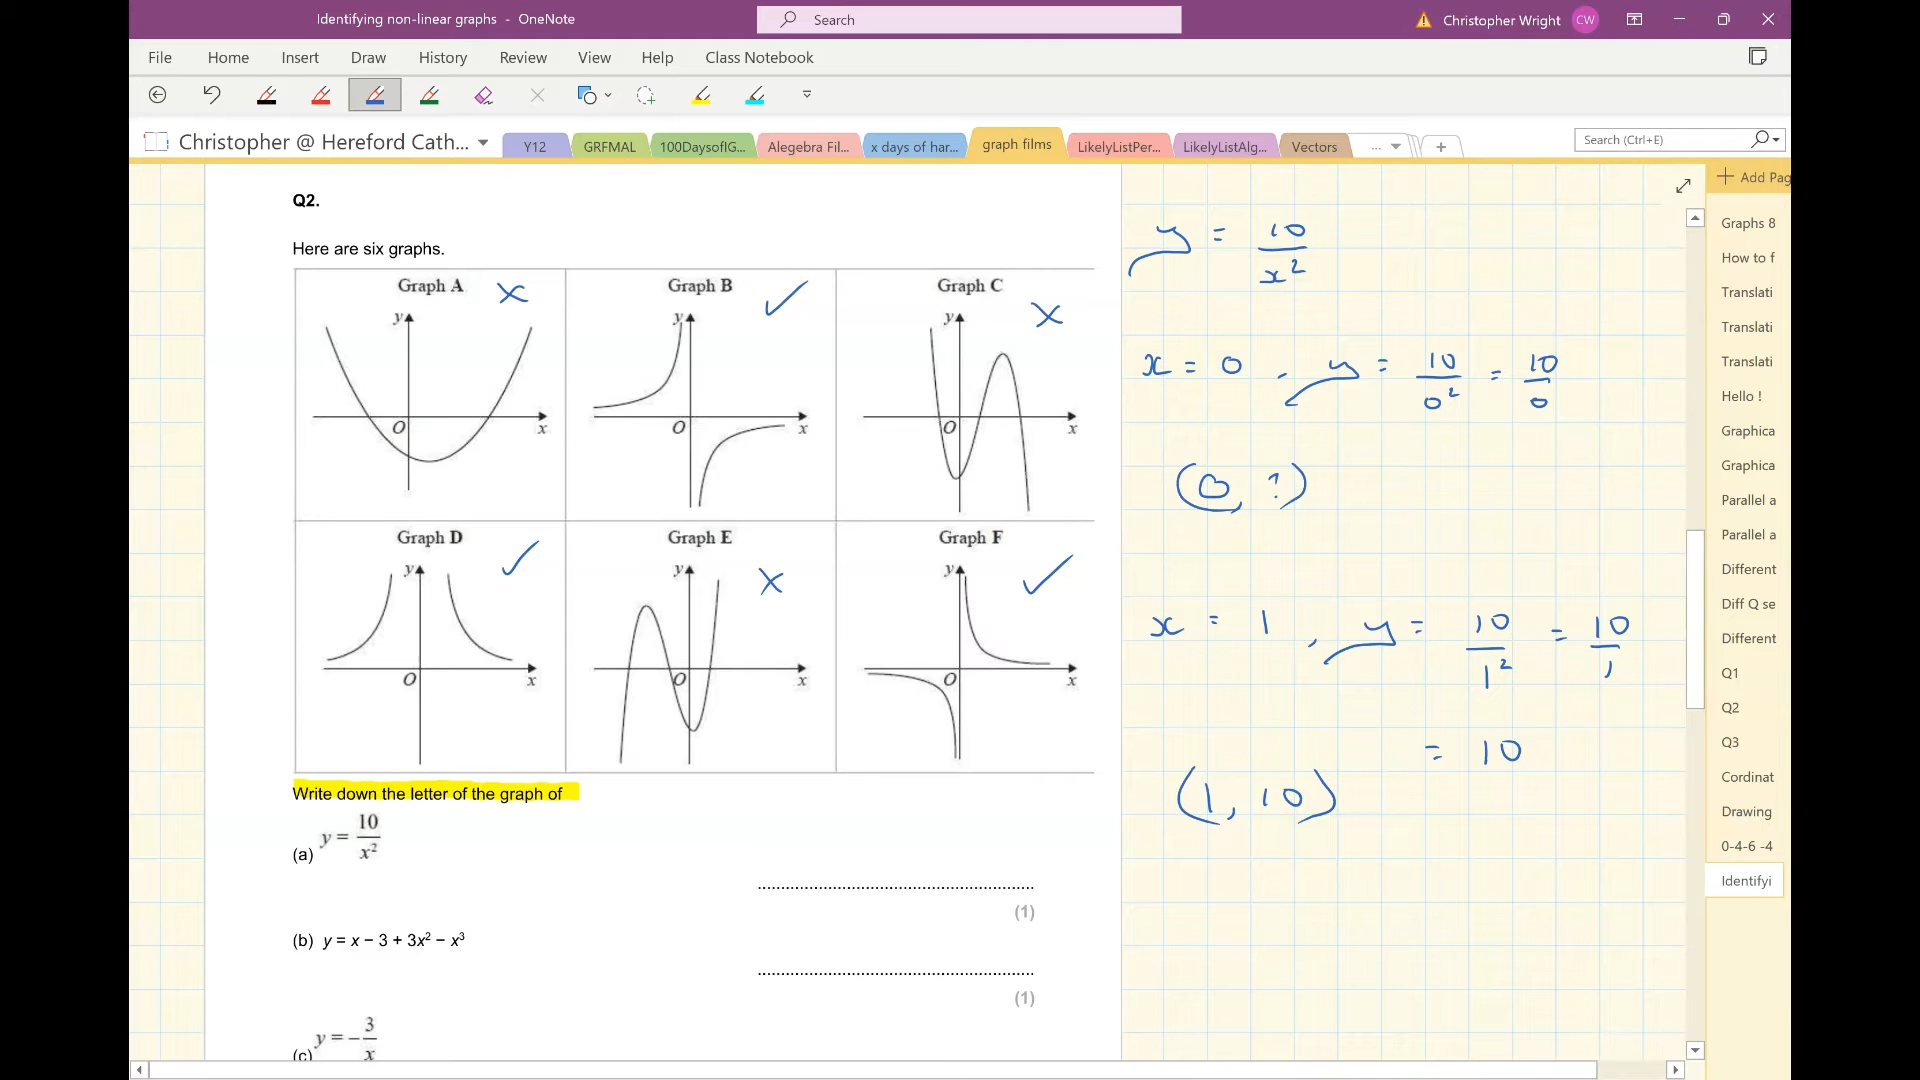 Identifying non-linear graphs - OneNote
Search
Christopher Wright CW
File Home Insert Draw History Review View Help Class Notebook
Christopher @ Hereford Cath...
Y12 GRFMAL 100DaysofIG... Alegebra Fil... x days of har... graph films LikelyListPer... LikelyListAlg... Vectors ...
Search (Ctrl+E)
Add Pag
Graphs 8
How to f
Translati
Translati
Translati
Hello !
Graphica
Graphica
Parallel a
Parallel a
Different
Diff Q se
Different
Q1
Q2
Q3
Cordinat
Drawing
0-4-6 -4
Identifyi
Q2.
Here are six graphs.
Graph A x Graph B ✓ Graph C x
y y y
O x O x O x
Graph D ✓ Graph E x Graph F ✓
y y y
O x O x O x
Write down the letter of the graph of
(a) y = 10/x²
(1)
(b) y = x − 3 + 3x² − x³
(1)
(c) y = − 3/x
y = 10/x²
x = 0 , y = 10/0² = 10/0
(0, ?)
x = 1 , y = 10/1² = 10/1
= 10
(1, 10)